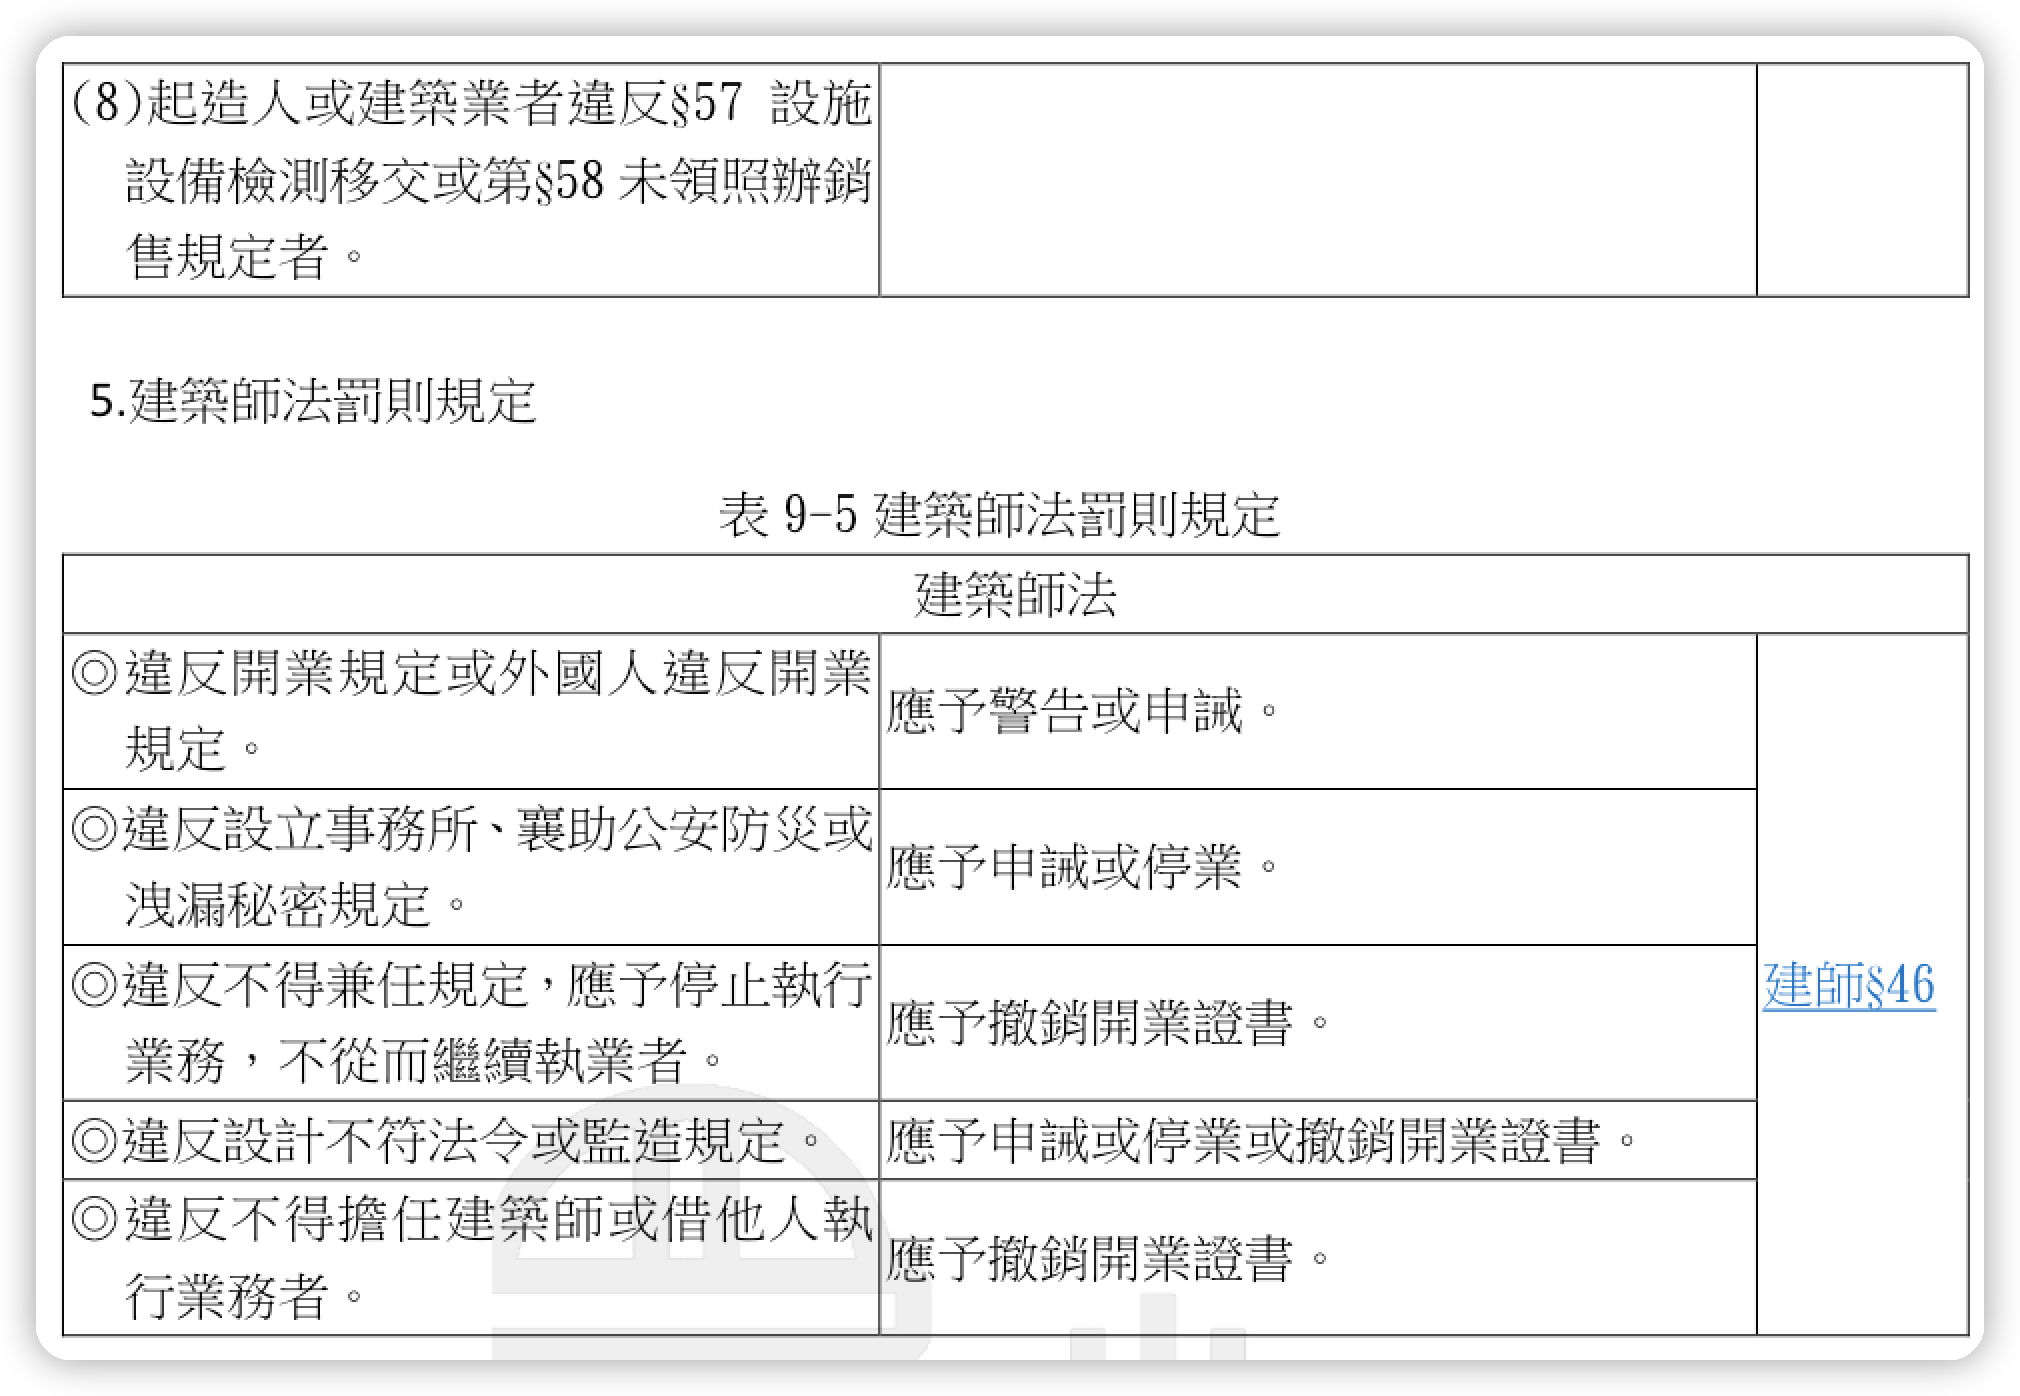 (8)起造人或建築業者違反§57 設施
設備檢測移交或第§58 未領照辦銷
售規定者。
5.建築師法罰則規定
表 9-5 建築師法罰則規定
建築師法
◎違反開業規定或外國人違反開業
規定。
應予警告或申誡。
◎違反設立事務所、襄助公安防災或
洩漏秘密規定。
應予申誡或停業。
◎違反不得兼任規定,應予停止執行
業務,不從而繼續執業者。
應予撤銷開業證書。
建師§46
◎違反設計不符法令或監造規定。
應予申誡或停業或撤銷開業證書。
◎違反不得擔任建築師或借他人執
行業務者。
應予撤銷開業證書。